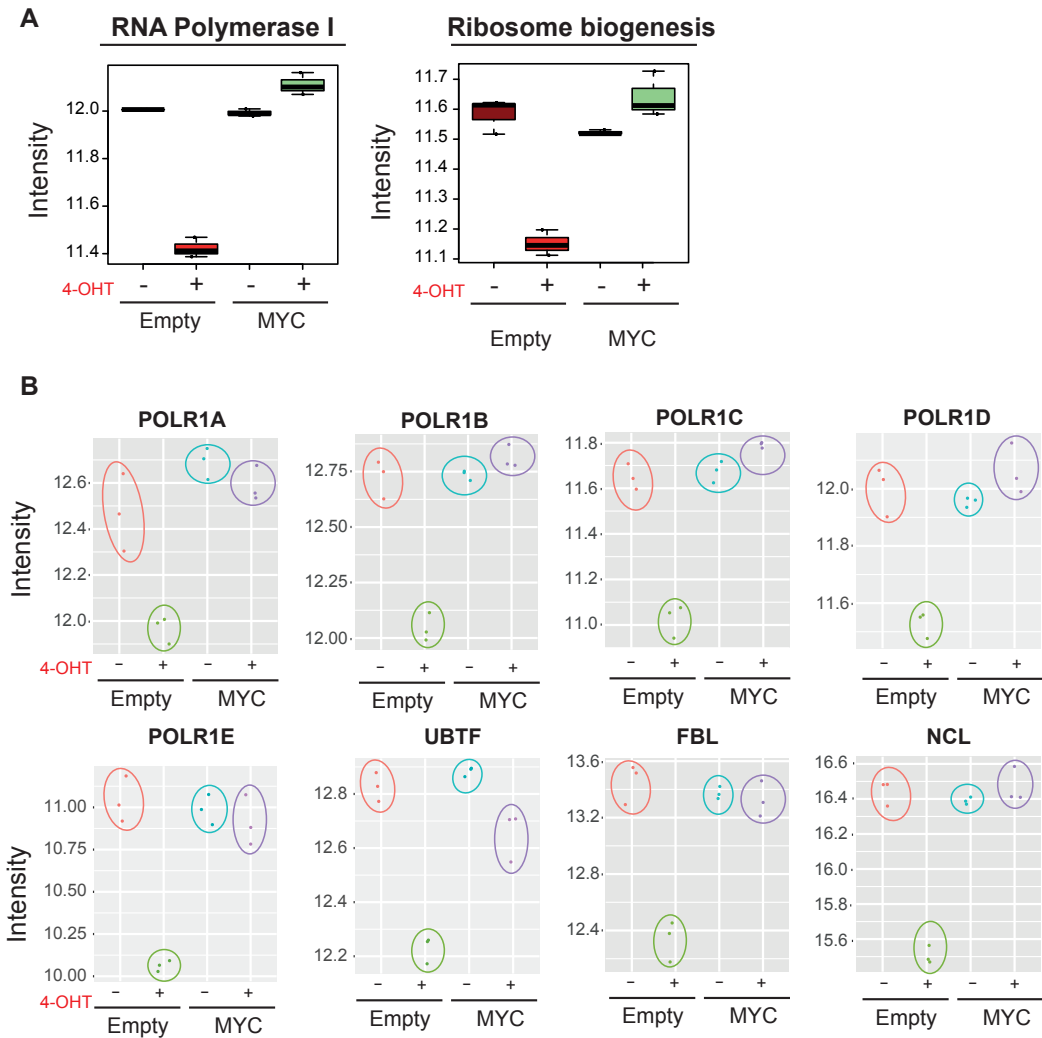 A
RNA Polymerase I
Ribosome biogenesis
Intensity
12.0
11.8
11.6
11.4
4-OHT
-
+
-
+
Empty
MYC
Intensity
11.7
11.6
11.5
11.4
11.3
11.2
11.1
4-OHT
-
+
-
+
Empty
MYC
B
POLR1A
POLR1B
POLR1C
POLR1D
Intensity
12.6
12.4
12.2
12.0
12.75
12.50
12.25
12.00
11.8
11.6
11.4
11.2
11.0
12.0
11.8
11.6
4-OHT
− + − +
− + − +
− + − +
− + − +
Empty MYC
Empty MYC
Empty MYC
Empty MYC
POLR1E
UBTF
FBL
NCL
Intensity
11.00
10.75
10.50
10.25
10.00
12.8
12.6
12.4
12.2
13.6
13.2
12.8
12.4
16.6
16.4
16.2
16.0
15.8
15.6
4-OHT
− + − +
− + − +
− + − +
− + − +
Empty MYC
Empty MYC
Empty MYC
Empty MYC